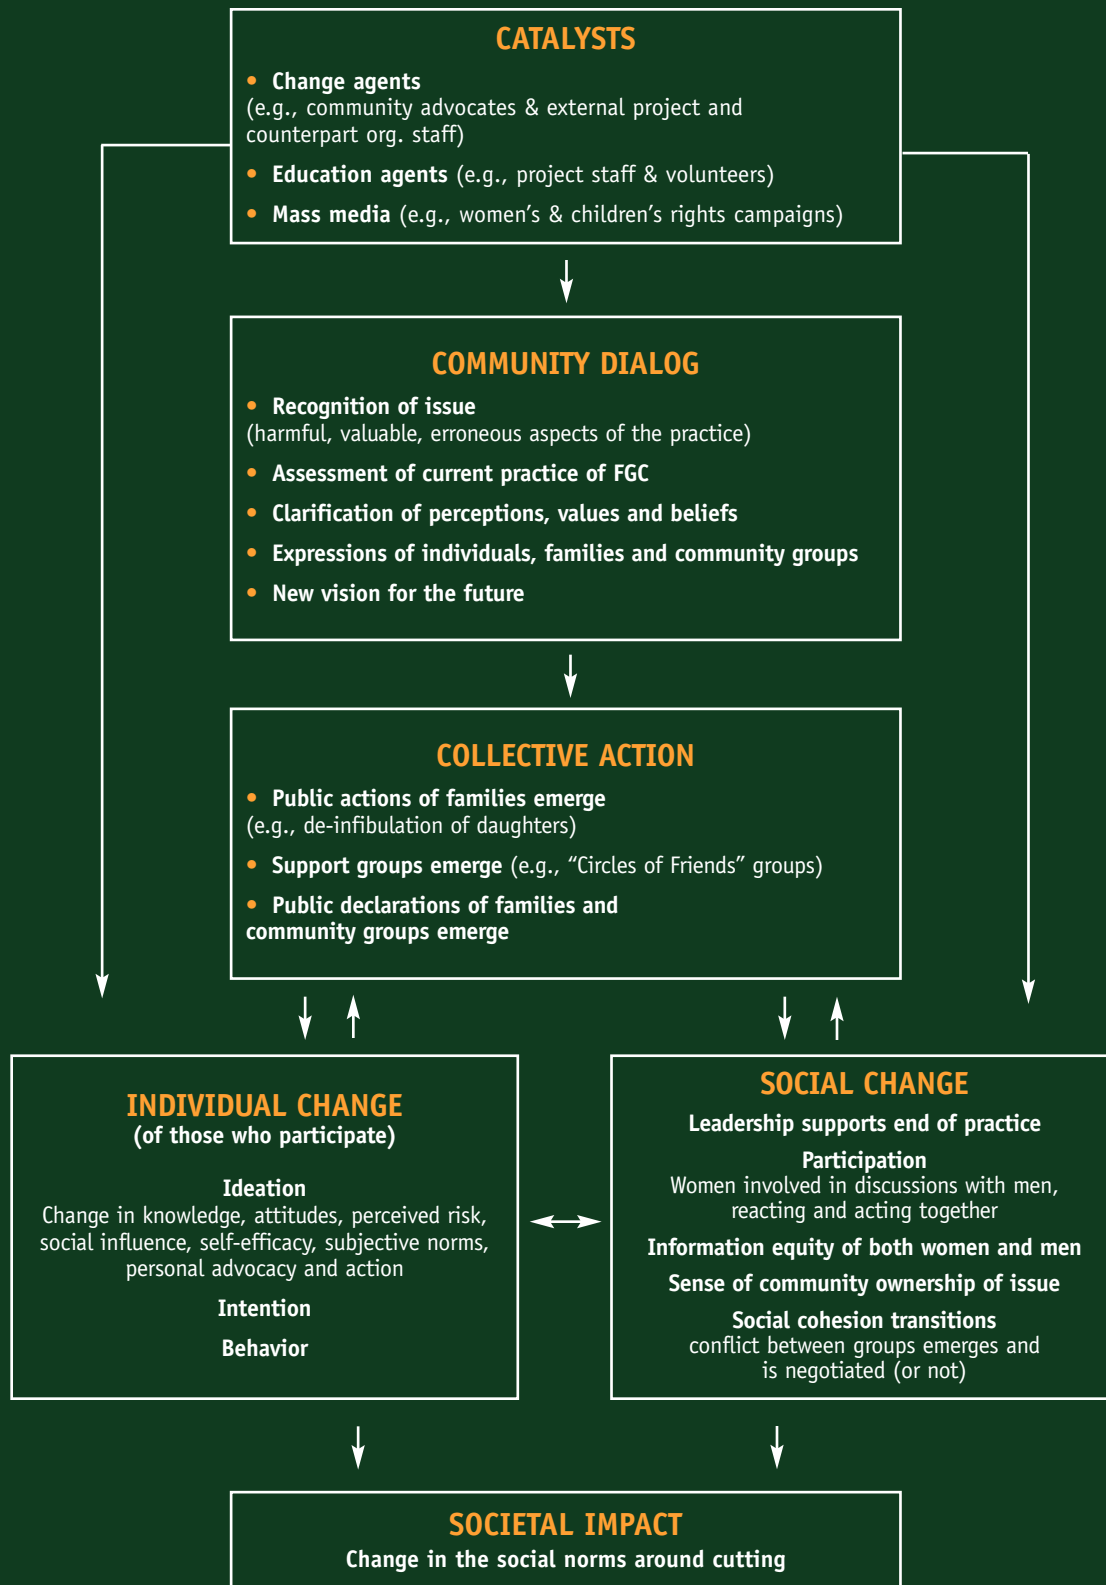 CATALYSTS
• Change agents
(e.g., community advocates & external project and
counterpart org. staff)
• Education agents (e.g., project staff & volunteers)
• Mass media (e.g., women’s & children’s rights campaigns)
COMMUNITY DIALOG
• Recognition of issue
(harmful, valuable, erroneous aspects of the practice)
• Assessment of current practice of FGC
• Clarification of perceptions, values and beliefs
• Expressions of individuals, families and community groups
• New vision for the future
COLLECTIVE ACTION
• Public actions of families emerge
(e.g., de-infibulation of daughters)
• Support groups emerge (e.g., “Circles of Friends” groups)
• Public declarations of families and
community groups emerge
INDIVIDUAL CHANGE
(of those who participate)
Ideation
Change in knowledge, attitudes, perceived risk,
social influence, self-efficacy, subjective norms,
personal advocacy and action
Intention
Behavior
SOCIAL CHANGE
Leadership supports end of practice
Participation
Women involved in discussions with men,
reacting and acting together
Information equity of both women and men
Sense of community ownership of issue
Social cohesion transitions
conflict between groups emerges and
is negotiated (or not)
SOCIETAL IMPACT
Change in the social norms around cutting